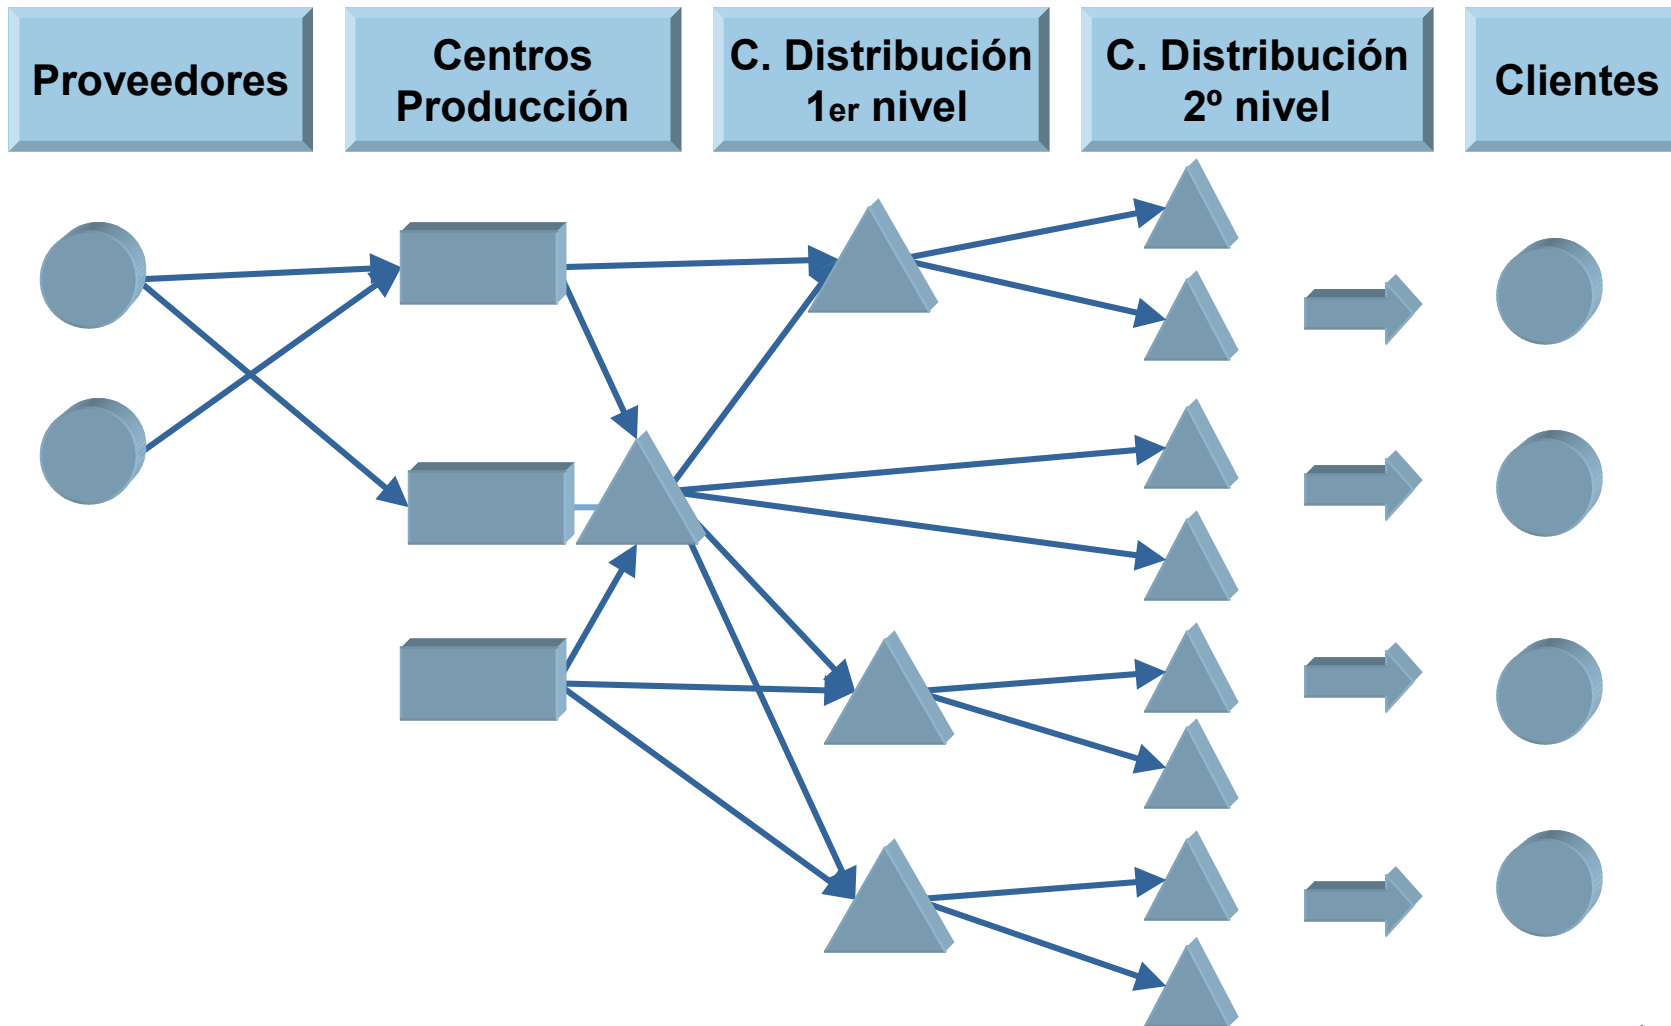 Proveedores
Centros
Producción
C. Distribución
1er nivel
C. Distribución
2º nivel
Clientes